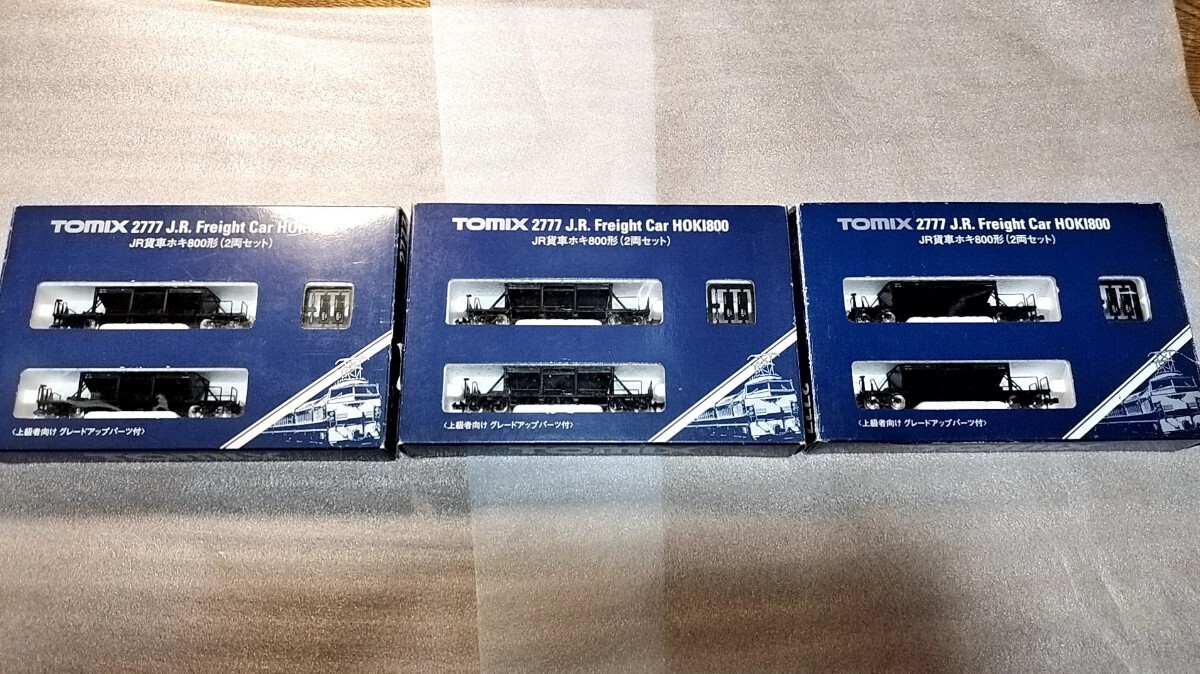 TOMIX 2777 J.R. Freight Car
JR貨車ホキ800形(2両セット)
〈上級者向け グレードアップパーツ付〉
TOMIX 2777 J.R. Freight Car HOKI800
JR貨車ホキ800形(2両セット)
〈上級者向け グレードアップパーツ付〉
TOMIX
TOMIX 2777 J.R. Freight Car HOKI800
JR貨車ホキ800形(2両セット)
〈上級者向け グレードアップパーツ付〉